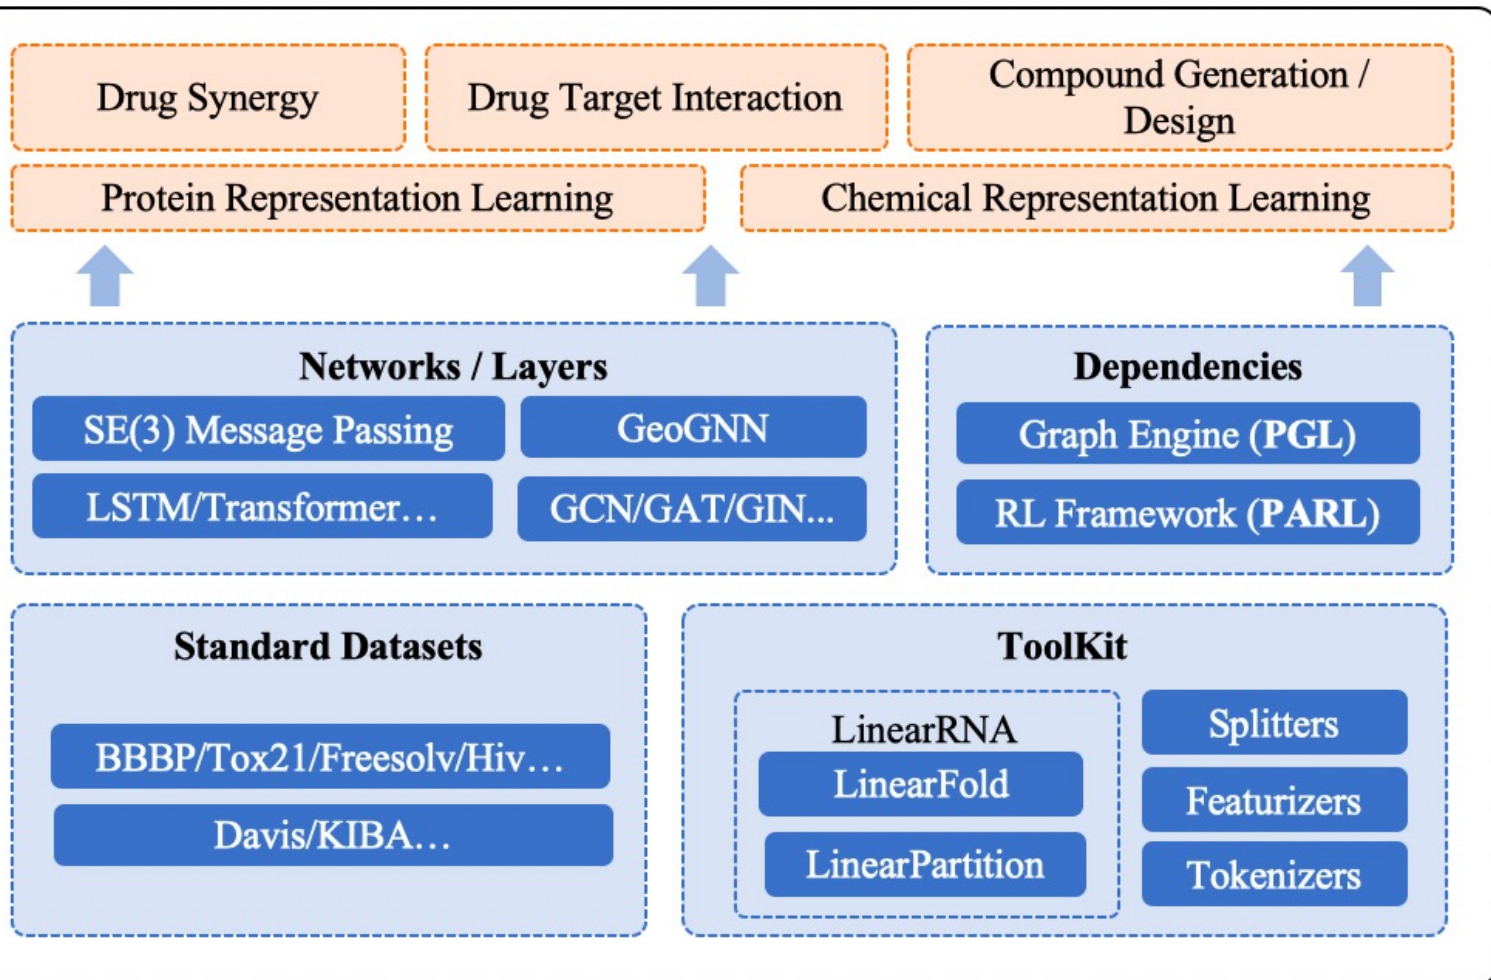 Drug Synergy
Drug Target Interaction
Compound Generation /
Design
Protein Representation Learning
Chemical Representation Learning
Networks / Layers
SE(3) Message Passing
GeoGNN
LSTM/Transformer…
GCN/GAT/GIN...
Dependencies
Graph Engine (PGL)
RL Framework (PARL)
Standard Datasets
BBBP/Tox21/Freesolv/Hiv…
Davis/KIBA…
ToolKit
LinearRNA
LinearFold
LinearPartition
Splitters
Featurizers
Tokenizers